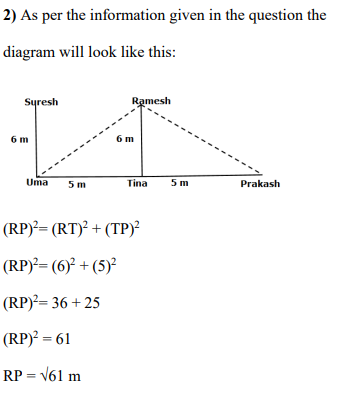 2) As per the information given in the question the
diagram will look like this:
Suresh Ramesh
6 m 6 m
Uma 5 m Tina 5 m Prakash
(RP)²= (RT)² + (TP)²
(RP)²= (6)² + (5)²
(RP)²= 36 + 25
(RP)² = 61
RP = √61 m